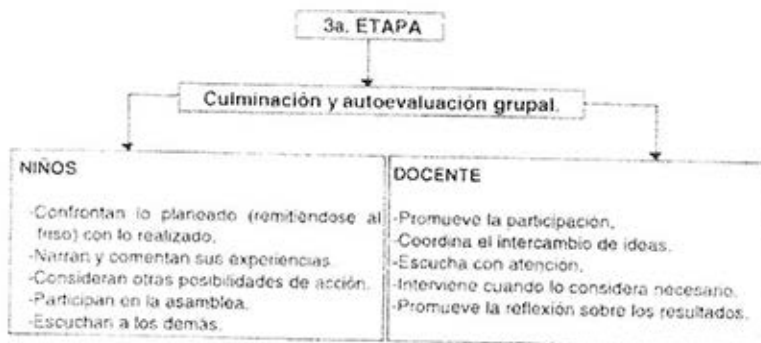 3a. ETAPA
Culminación y autoevaluación grupal.
NIÑOS
-Confrontan lo planeado (remitiéndose al
friso) con lo realizado.
-Narran y comentan sus experiencias.
-Consideran otras posibilidades de acción.
-Participan en la asamblea.
-Escuchan a los demás.
DOCENTE
-Promueve la participación.
-Coordina el intercambio de ideas.
-Escucha con atención.
-Interviene cuando lo considera necesario.
-Promueve la reflexión sobre los resultados.